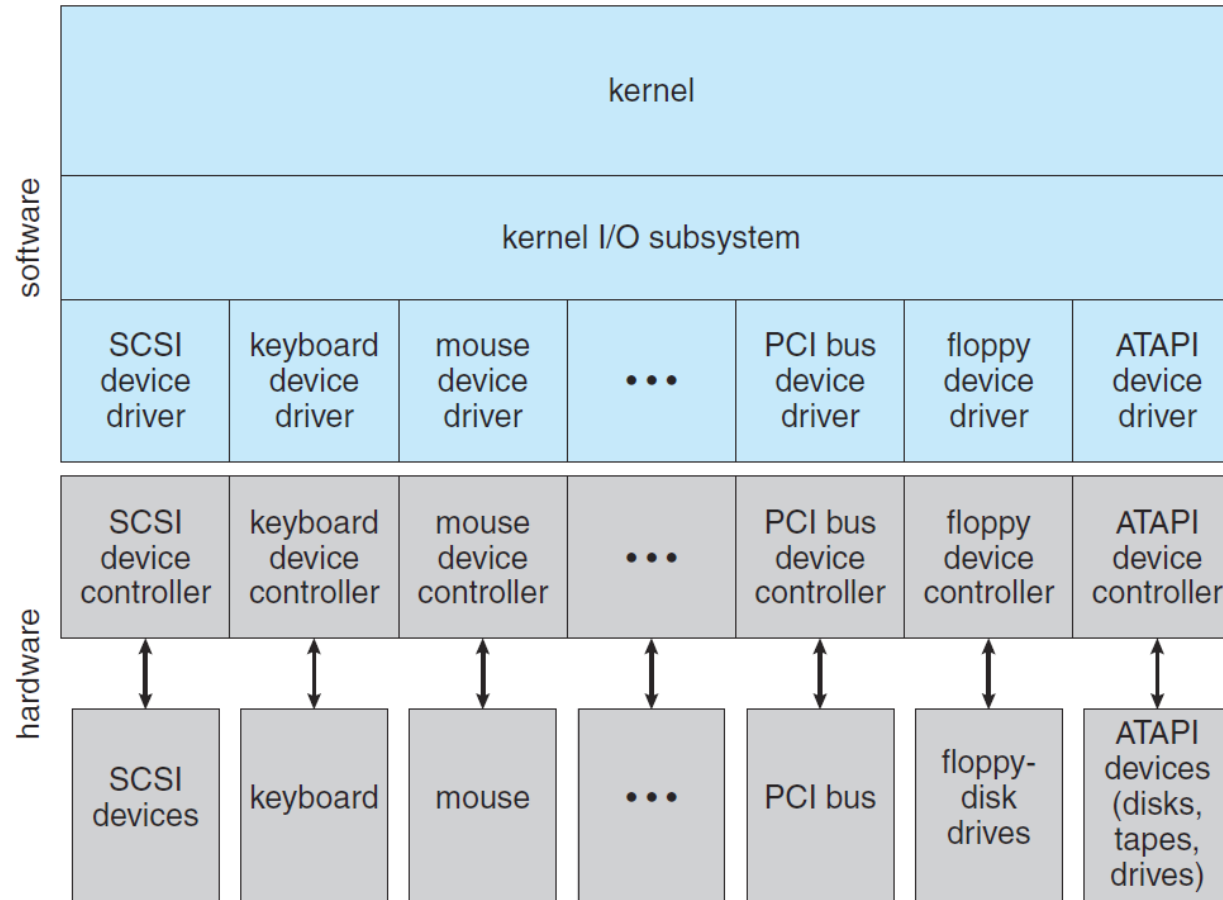 software
kernel
kernel I/O subsystem
SCSI
device
driver
keyboard
device
driver
mouse
device
driver
•••
PCI bus
device
driver
floppy
device
driver
ATAPI
device
driver
hardware
SCSI
device
controller
keyboard
device
controller
mouse
device
controller
•••
PCI bus
device
controller
floppy
device
controller
ATAPI
device
controller
SCSI
devices
keyboard
mouse
•••
PCI bus
floppy-
disk
drives
ATAPI
devices
(disks,
tapes,
drives)